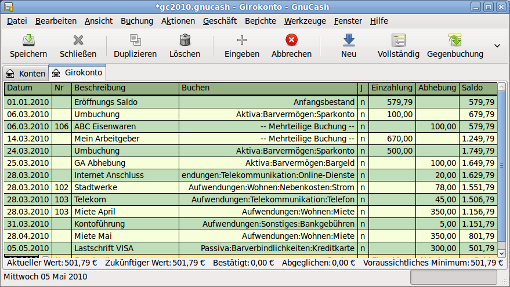 *gc2010.gnucash - Girokonto - GnuCash
Datei Bearbeiten Ansicht Buchung Aktionen Geschäft Berichte Werkzeuge Fenster Hilfe
Speichern Schließen Duplizieren Löschen Eingeben Abbrechen Neu Vollständig Gegenbuchung
Konten Girokonto
Datum Nr Beschreibung Buchen J Einzahlung Abhebung Saldo
01.01.2010 Eröffnungs Saldo Anfangsbestand n 579,79 579,79
06.03.2010 Umbuchung Aktiva:Barvermögen:Sparkonto n 100,00 679,79
06.03.2010 106 ABC Eisenwaren -- Mehrteilige Buchung -- n 100,00 579,79
14.03.2010 Mein Arbeitgeber -- Mehrteilige Buchung -- n 670,00 1.249,79
24.03.2010 Umbuchung Aktiva:Barvermögen:Sparkonto n 500,00 1.749,79
25.03.2010 GA Abhebung Aktiva:Barvermögen:Bargeld n 100,00 1.649,79
28.03.2010 Internet Anschluss endungen:Telekommunikation:Online-Dienste n 20,00 1.629,79
28.03.2010 102 Stadtwerke Aufwendungen:Wohnen:Nebenkosten:Strom n 78,00 1.551,79
28.03.2010 103 Telekom Aufwendungen:Telekommunikation:Telefon n 45,00 1.506,79
28.03.2010 103 Miete April Aufwendungen:Wohnen:Miete n 350,00 1.156,79
31.03.2010 Kontoführung Aufwendungen:Sonstiges:Bankgebühren n 5,00 1.151,79
28.04.2010 Miete Mai Aufwendungen:Wohnen:Miete n 350,00 801,79
05.05.2010 Lastschrift VISA Passiva:Barverbindlichkeiten:Kreditkarte n 300,00 501,79
Aktueller Wert: 501,79 € Zukünftiger Wert: 501,79 € Bestätigt: 0,00 € Abgeglichen: 0,00 € Voraussichtliches Minimum: 501,79 €
Mittwoch 05 Mai 2010